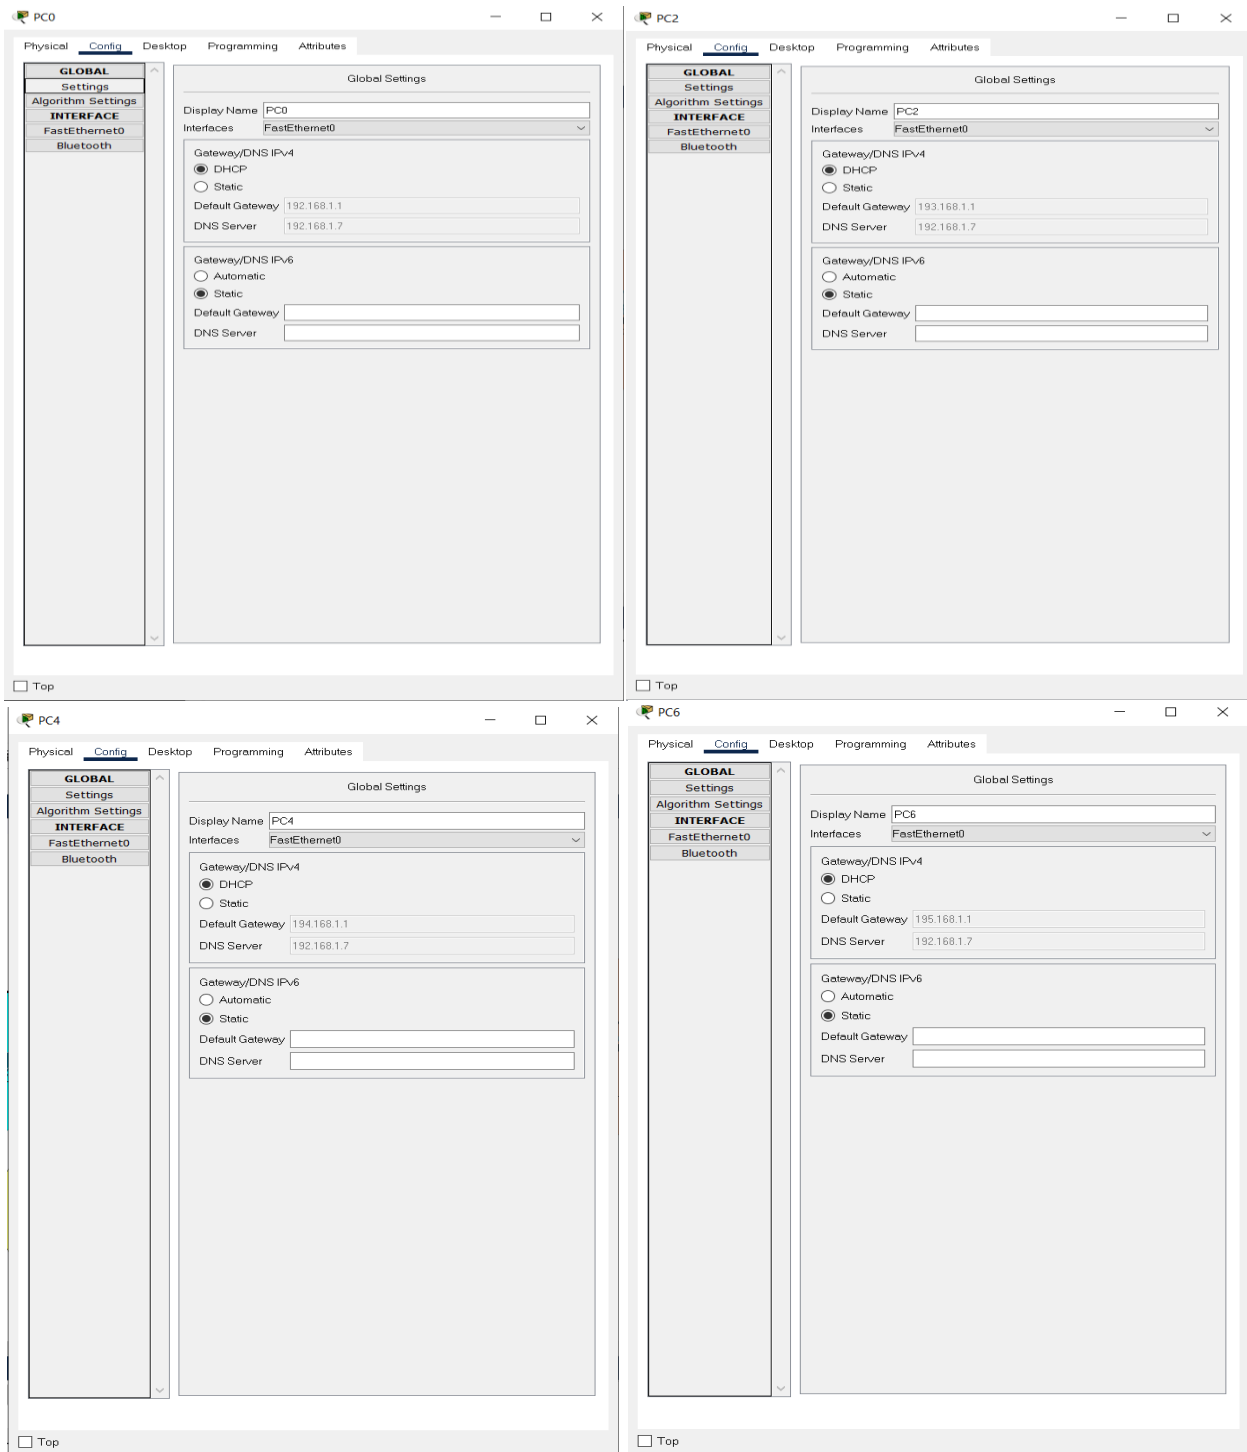 PC0
Physical Config Desktop Programming Attributes
GLOBAL
Settings
Algorithm Settings
INTERFACE
FastEthernet0
Bluetooth
Global Settings
Display Name PC0
Interfaces FastEthernet0
Gateway/DNS IPv4
DHCP
Static
Default Gateway 192.168.1.1
DNS Server 192.168.1.7
Gateway/DNS IPv6
Automatic
Static
Default Gateway
DNS Server
Top
PC2
Physical Config Desktop Programming Attributes
GLOBAL
Settings
Algorithm Settings
INTERFACE
FastEthernet0
Bluetooth
Global Settings
Display Name PC2
Interfaces FastEthernet0
Gateway/DNS IPv4
DHCP
Static
Default Gateway 193.168.1.1
DNS Server 192.168.1.7
Gateway/DNS IPv6
Automatic
Static
Default Gateway
DNS Server
Top
PC4
Physical Config Desktop Programming Attributes
GLOBAL
Settings
Algorithm Settings
INTERFACE
FastEthernet0
Bluetooth
Global Settings
Display Name PC4
Interfaces FastEthernet0
Gateway/DNS IPv4
DHCP
Static
Default Gateway 194.168.1.1
DNS Server 192.168.1.7
Gateway/DNS IPv6
Automatic
Static
Default Gateway
DNS Server
Top
PC6
Physical Config Desktop Programming Attributes
GLOBAL
Settings
Algorithm Settings
INTERFACE
FastEthernet0
Bluetooth
Global Settings
Display Name PC6
Interfaces FastEthernet0
Gateway/DNS IPv4
DHCP
Static
Default Gateway 195.168.1.1
DNS Server 192.168.1.7
Gateway/DNS IPv6
Automatic
Static
Default Gateway
DNS Server
Top